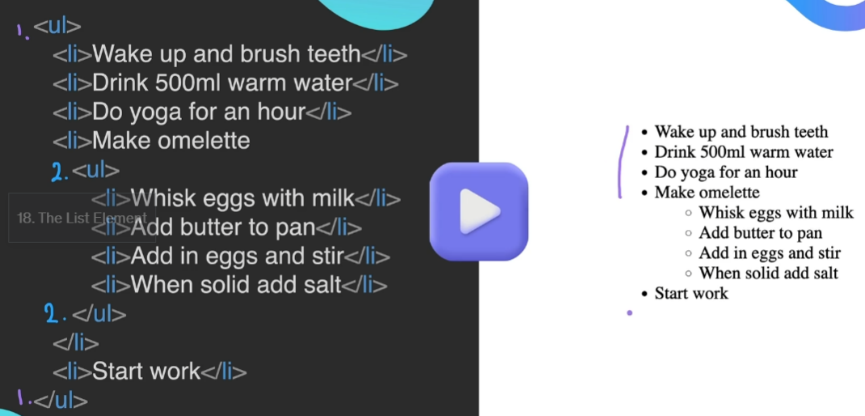 1. <ul>
<li>Wake up and brush teeth</li>
<li>Drink 500ml warm water</li>
<li>Do yoga for an hour</li>
<li>Make omelette
2. <ul>
<li>Whisk eggs with milk</li>
18. The List Element
<li>Add butter to pan</li>
<li>Add in eggs and stir</li>
<li>When solid add salt</li>
2. </ul>
</li>
<li>Start work</li>
1. </ul>
• Wake up and brush teeth
• Drink 500ml warm water
• Do yoga for an hour
• Make omelette
○ Whisk eggs with milk
○ Add butter to pan
○ Add in eggs and stir
○ When solid add salt
• Start work